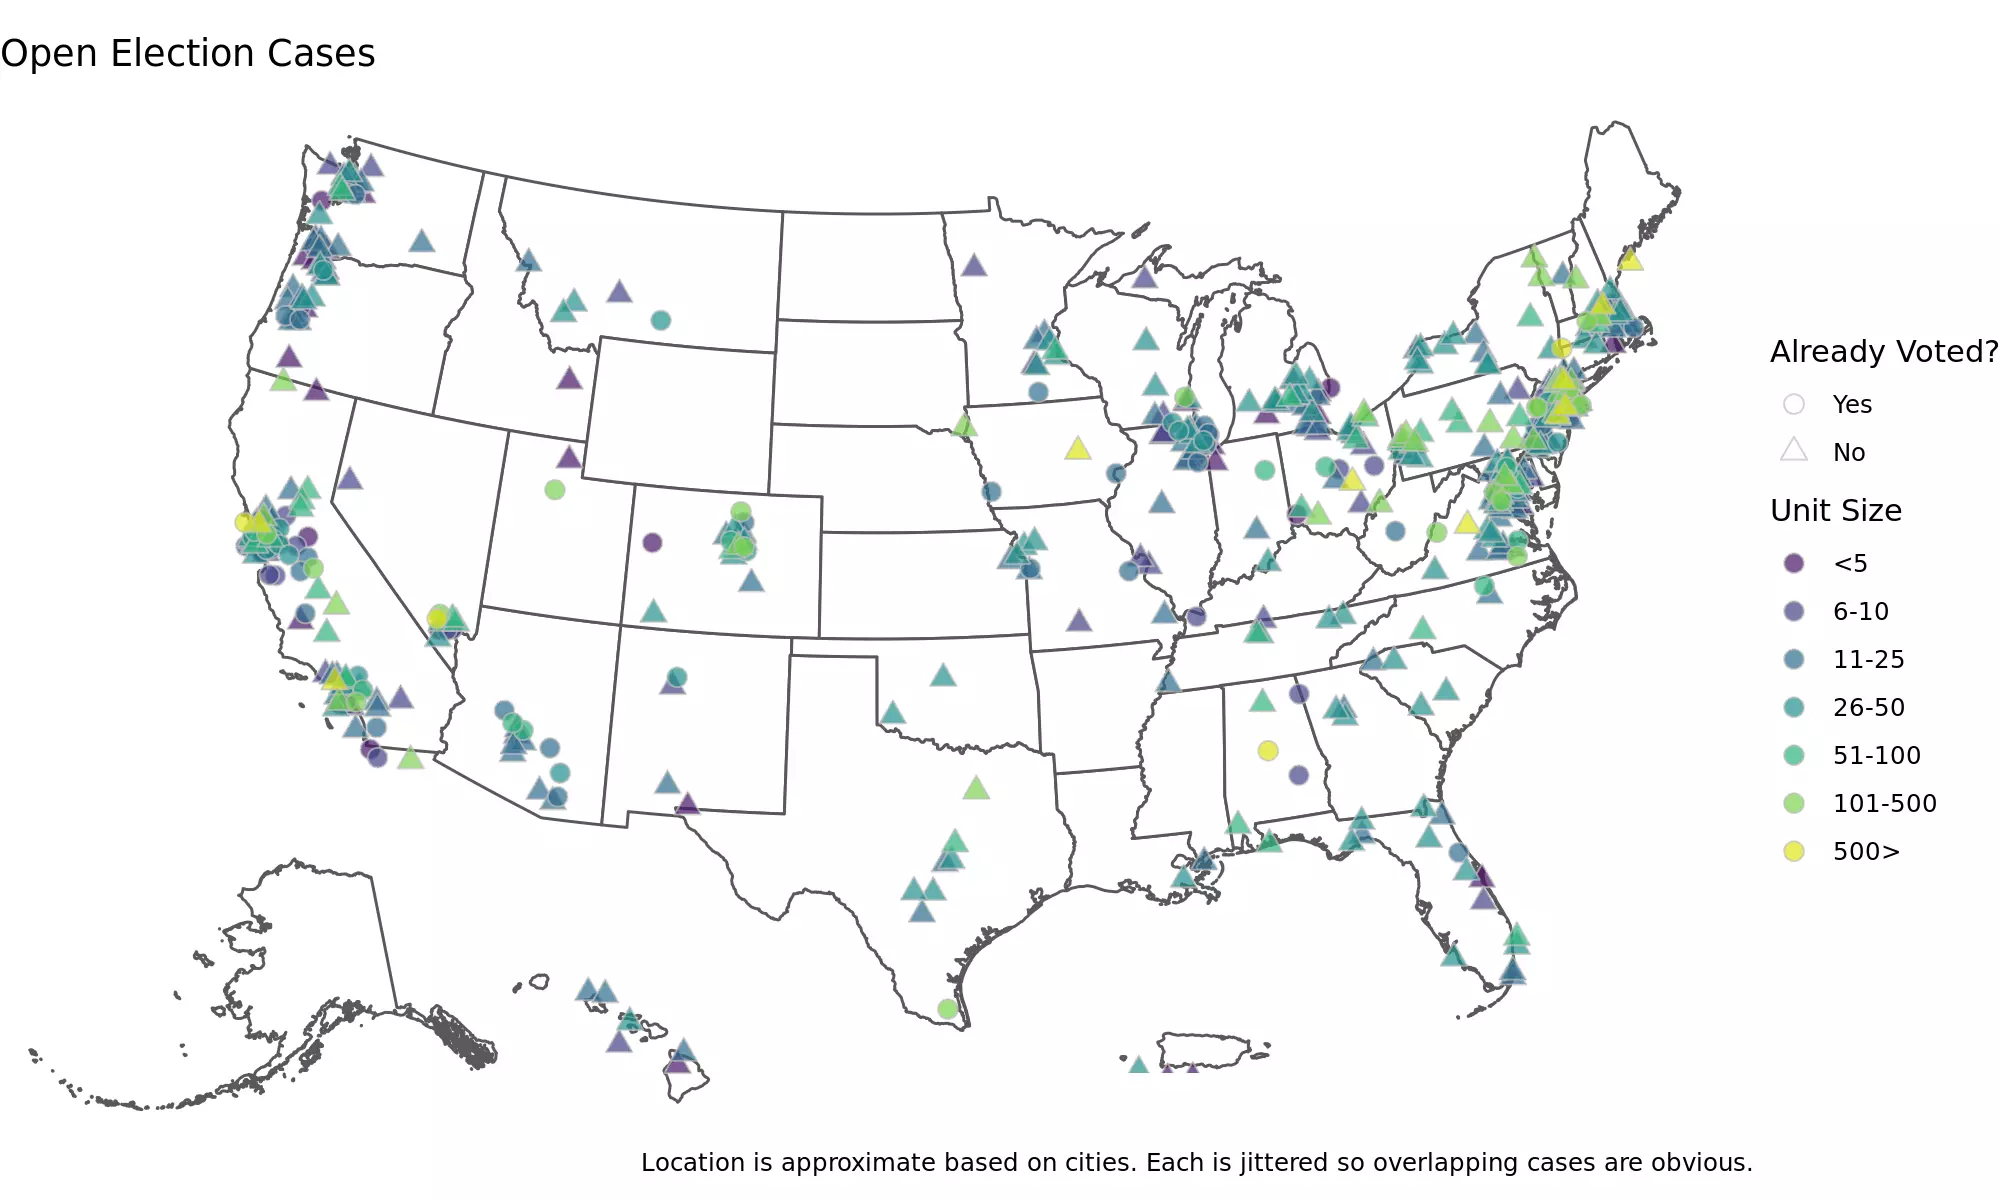 Open Election Cases
Already Voted?
Yes
No
Unit Size
<5
6-10
11-25
26-50
51-100
101-500
500>
Location is approximate based on cities. Each is jittered so overlapping cases are obvious.